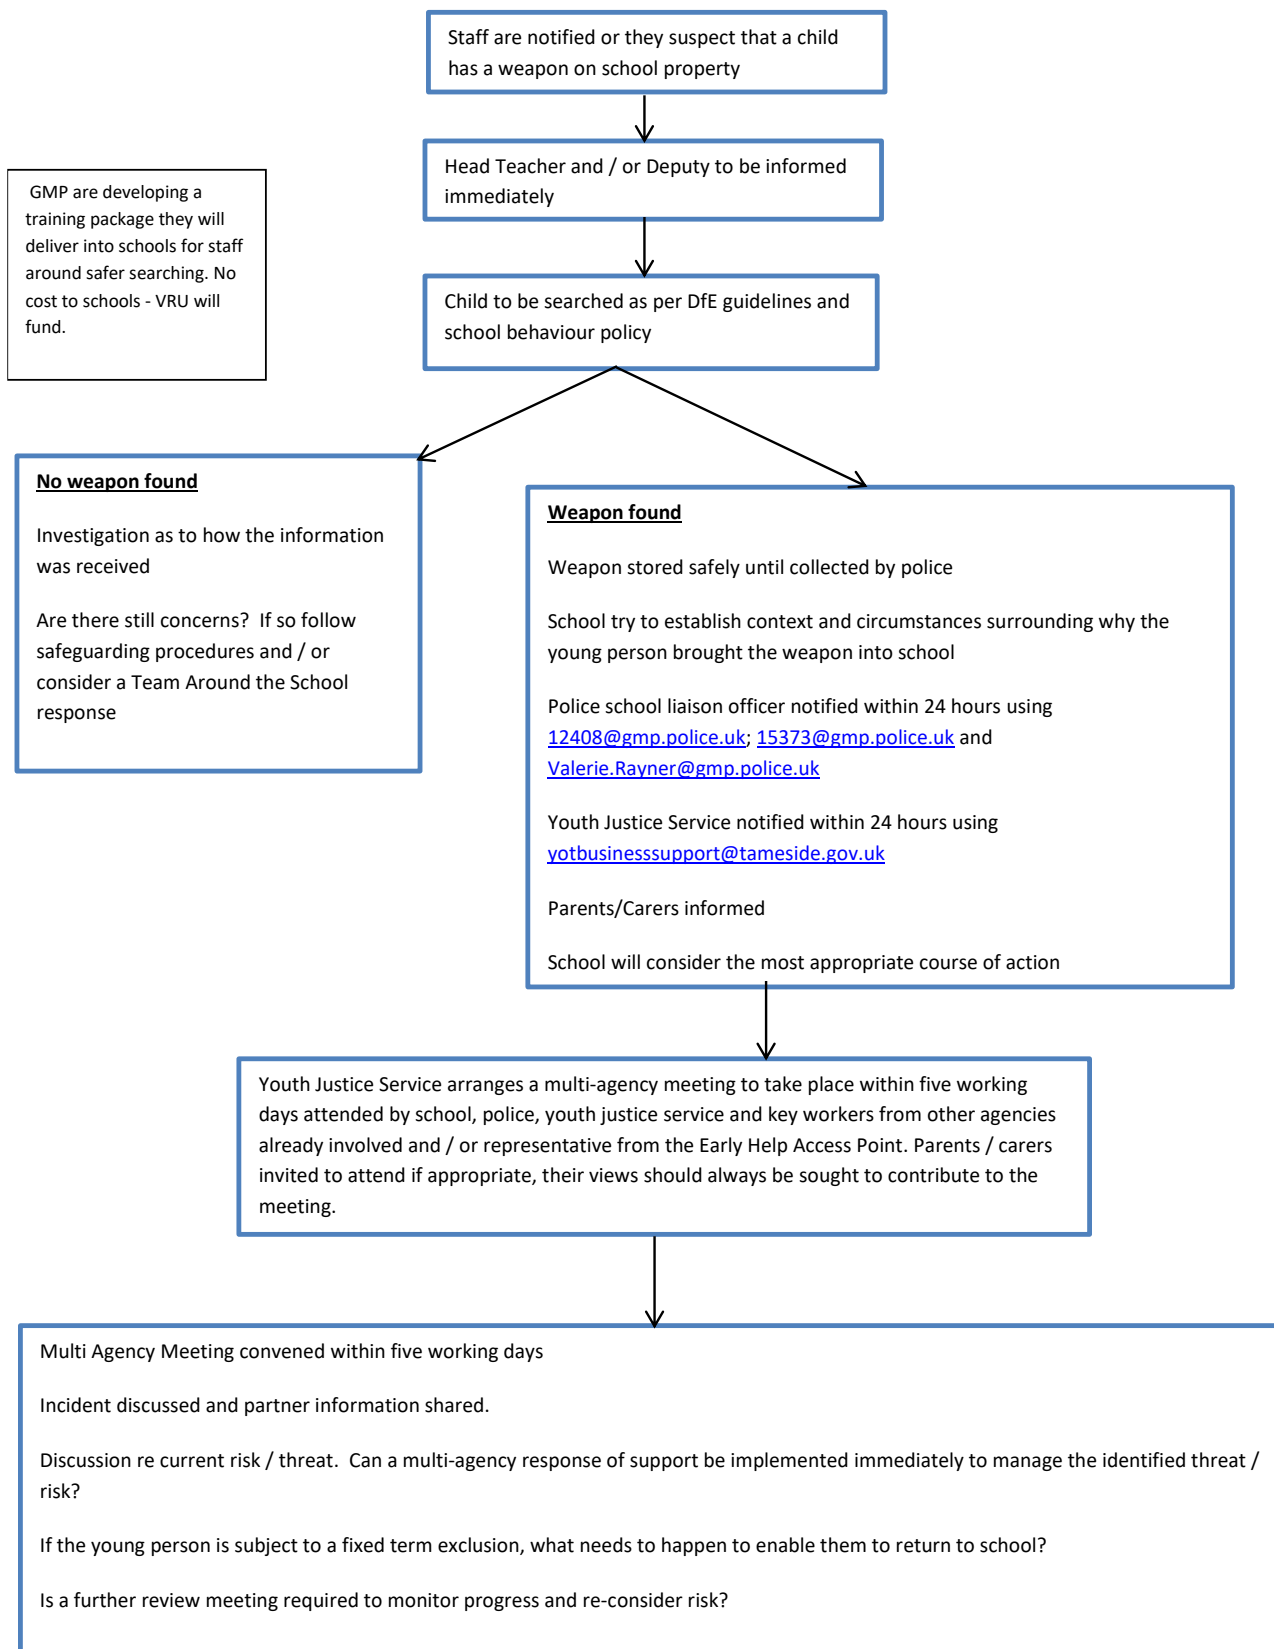 Staff are notified or they suspect that a child
has a weapon on school property
Head Teacher and / or Deputy to be informed
immediately
GMP are developing a
training package they will
deliver into schools for staff
around safer searching. No
cost to schools - VRU will
fund.
Child to be searched as per DfE guidelines and
school behaviour policy
No weapon found
Investigation as to how the information
was received
Are there still concerns?  If so follow
safeguarding procedures and / or
consider a Team Around the School
response
Weapon found
Weapon stored safely until collected by police
School try to establish context and circumstances surrounding why the
young person brought the weapon into school
Police school liaison officer notified within 24 hours using
12408@gmp.police.uk; 15373@gmp.police.uk and
Valerie.Rayner@gmp.police.uk
Youth Justice Service notified within 24 hours using
yotbusinesssupport@tameside.gov.uk
Parents/Carers informed
School will consider the most appropriate course of action
Youth Justice Service arranges a multi-agency meeting to take place within five working
days attended by school, police, youth justice service and key workers from other agencies
already involved and / or representative from the Early Help Access Point. Parents / carers
invited to attend if appropriate, their views should always be sought to contribute to the
meeting.
Multi Agency Meeting convened within five working days
Incident discussed and partner information shared.
Discussion re current risk / threat.  Can a multi-agency response of support be implemented immediately to manage the identified threat /
risk?
If the young person is subject to a fixed term exclusion, what needs to happen to enable them to return to school?
Is a further review meeting required to monitor progress and re-consider risk?